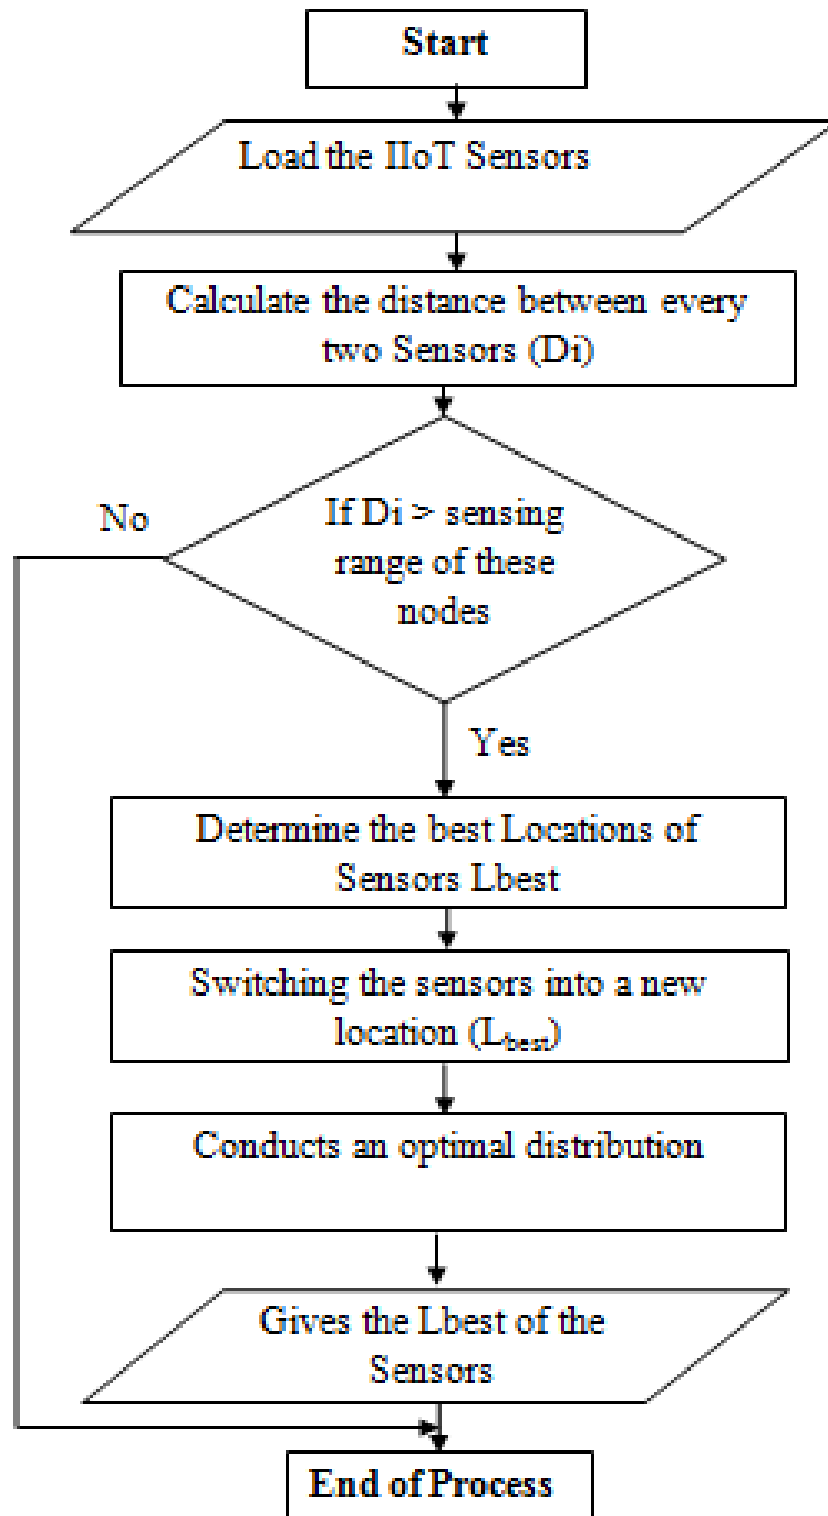 Start
Load the IIoT Sensors
Calculate the distance between every
two Sensors (Di)
If Di > sensing
range of these
nodes
No
Yes
Determine the best Locations of
Sensors Lbest
Switching the sensors into a new
location (Lbest)
Conducts an optimal distribution
Gives the Lbest of the
Sensors
End of Process